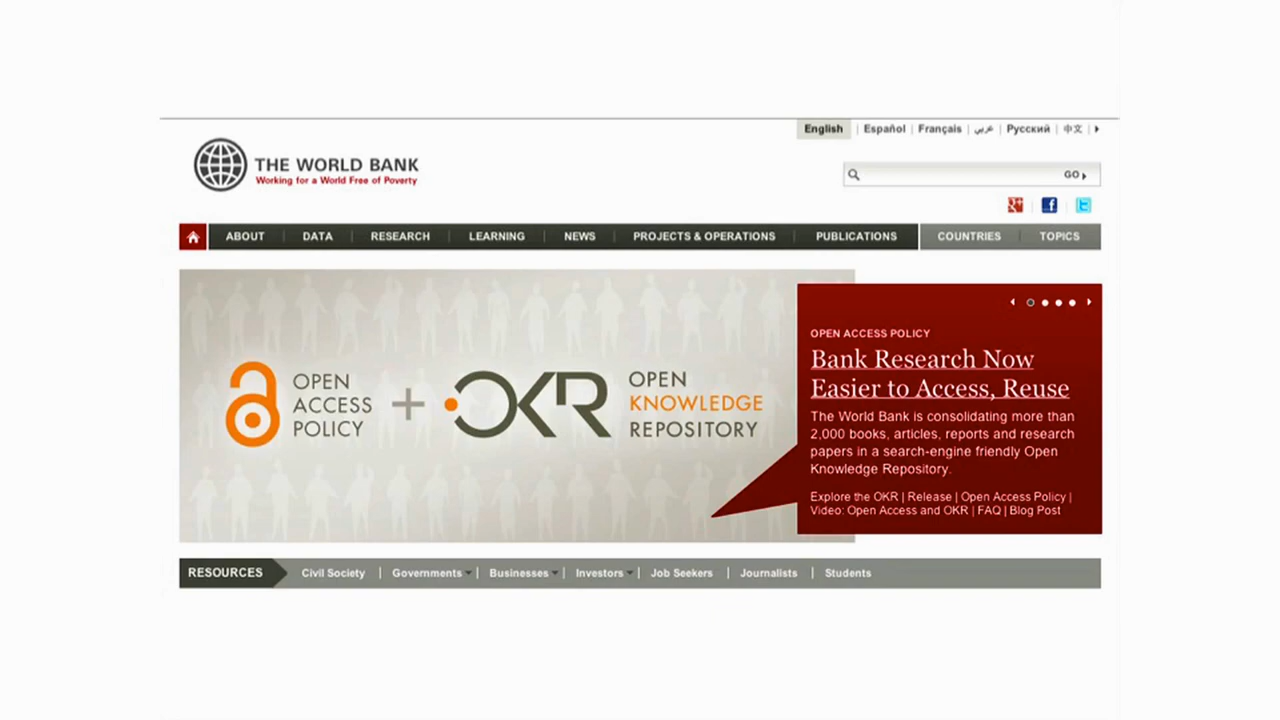 English | Español | Français | عربي | Русский | 中文 |
THE WORLD BANK
Working for a World Free of Poverty
GO
ABOUT | DATA | RESEARCH | LEARNING | NEWS | PROJECTS & OPERATIONS | PUBLICATIONS | COUNTRIES | TOPICS
OPEN
ACCESS
POLICY
+
OKR
OPEN
KNOWLEDGE
REPOSITORY
OPEN ACCESS POLICY
Bank Research Now
Easier to Access, Reuse
The World Bank is consolidating more than
2,000 books, articles, reports and research
papers in a search-engine friendly Open
Knowledge Repository.
Explore the OKR | Release | Open Access Policy |
Video: Open Access and OKR | FAQ | Blog Post
RESOURCES
Civil Society | Governments | Businesses | Investors | Job Seekers | Journalists | Students